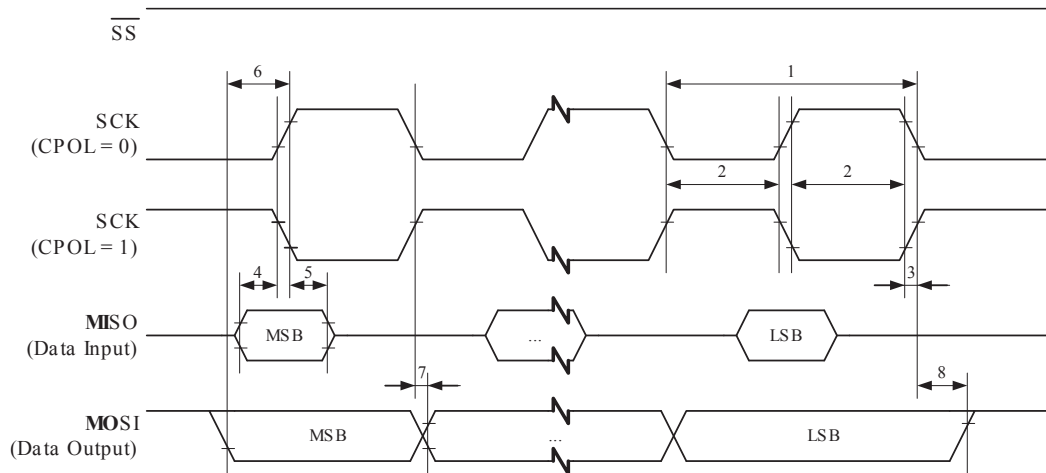 SS
6
1
SCK
(CPOL = 0)
2
2
SCK
(CPOL = 1)
4
5
3
MISO
(Data Input)
MSB
...
LSB
7
8
MOSI
(Data Output)
MSB
...
LSB